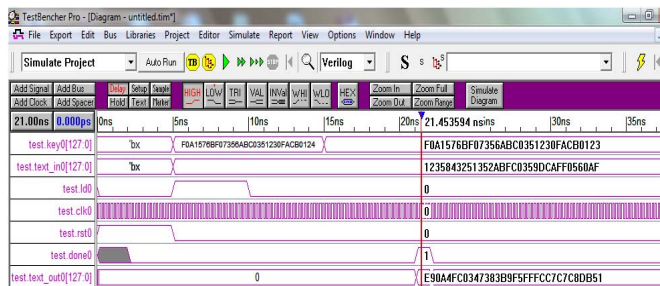 TestBencher Pro - [Diagram - untitled.tim*]
File Export Edit Bus Libraries Project Editor Simulate Report View Options Window Help
Simulate Project Auto Run TB Verilog S s
Add Signal Add Bus Delay Setup Sample HIGH LOW TRI VAL INVal WHI WLO HEX Zoom In Zoom Full Simulate
Add Clock Add Spacer Hold Text Marker Zoom Out Zoom Range Diagram
21.00ns 0.000ps 0ns 5ns 10ns 15ns 20ns 21.453594 nsins 30ns 35ns
test.key0[127:0] 'bx F0A1576BF07356ABC0351230FACB0124 F0A1576BF07356ABC0351230FACB0123
test.text_in0[127:0] 'bx 1235843251352ABFC0359DCAFF0560AF
test.ld0 0
test.clk0 0
test.rst0 0
test.done0 1
test.text_out0[127:0] 0 E90A4FC0347383B9F5FFFCC7C7C8DB51